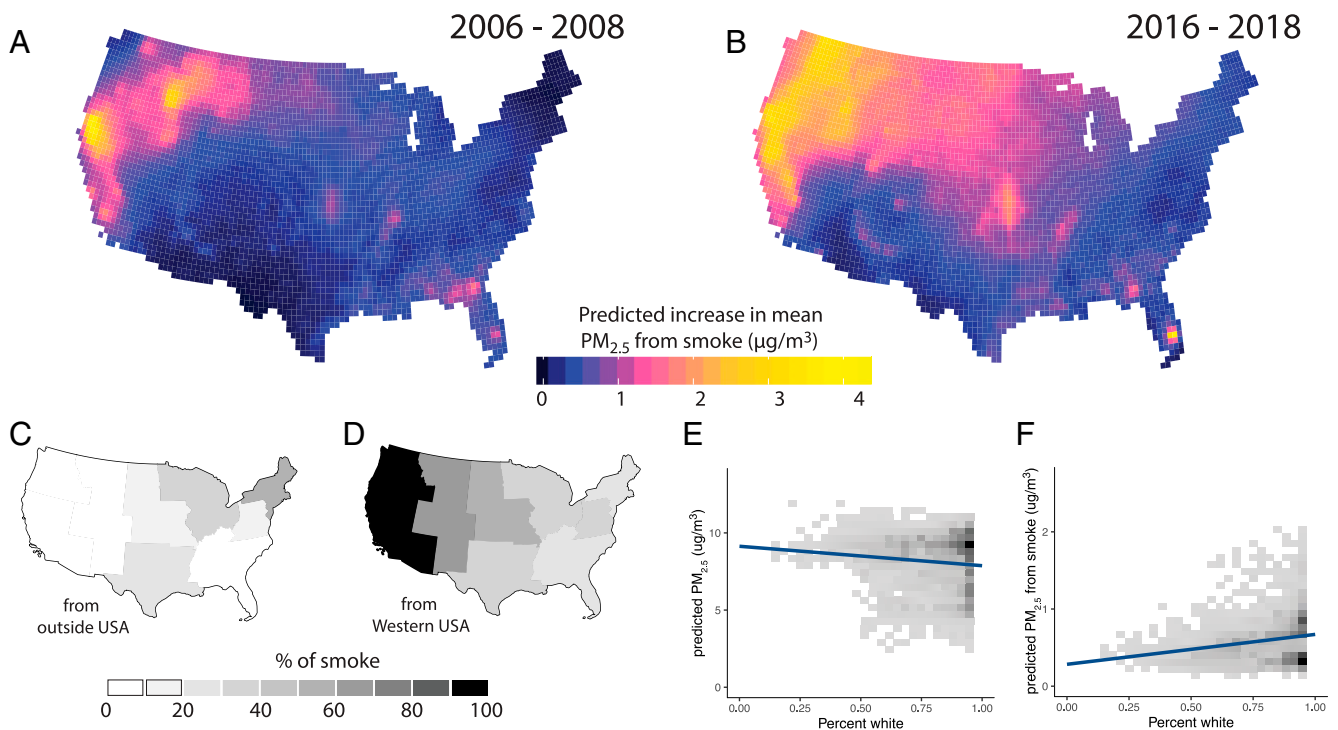 A
2006 - 2008
B
2016 - 2018
Predicted increase in mean
PM2.5 from smoke (µg/m³)
0 1 2 3 4
C
from
outside USA
D
from
Western USA
% of smoke
0 20 40 60 80 100
E
predicted PM2.5 (ug/m³)
10
5
0
0.00 0.25 0.50 0.75 1.00
Percent white
F
predicted PM2.5 from smoke (ug/m³)
2
1
0
0.00 0.25 0.50 0.75 1.00
Percent white